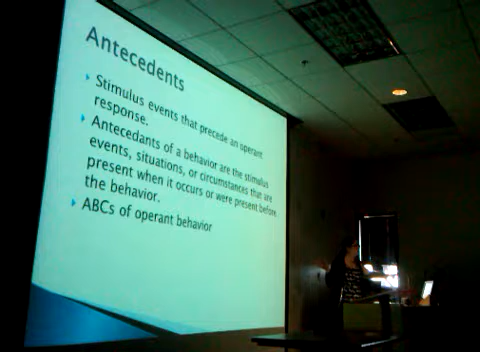 Antecedents
Stimulus events that precede an operant
response.
Antecedants of a behavior are the stimulus
events, situations, or circumstances that are
present when it occurs or were present before
the behavior.
ABCs of operant behavior